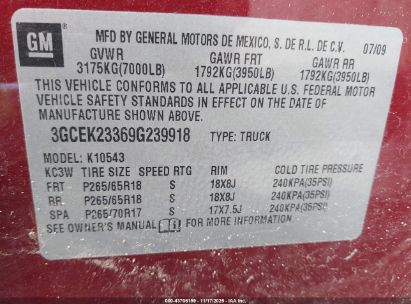 GM
MFD BY GENERAL MOTORS DE MEXICO, S. DE R.L. DE C.V. 07/09
GVWR GAWR FRT GAWR RR
3175KG(7000LB) 1792KG(3950LB) 1792KG(3950LB)
THIS VEHICLE CONFORMS TO ALL APPLICABLE U.S. FEDERAL MOTOR
VEHICLE SAFETY STANDARDS IN EFFECT ON THE DATE OF
MANUFACTURE SHOWN ABOVE.
3GCEK23369G239918 TYPE: TRUCK
MODEL: K10543
KC3W TIRE SIZE SPEED RTG RIM COLD TIRE PRESSURE
FRT P265/65R18 S 18X8J 240KPA(35PSI)
RR P265/65R18 S 18X8J 240KPA(35PSI)
SPA P265/70R17 S 17X7.5J 240KPA(35PSI)
SEE OWNER'S MANUAL FOR MORE INFORMATION.